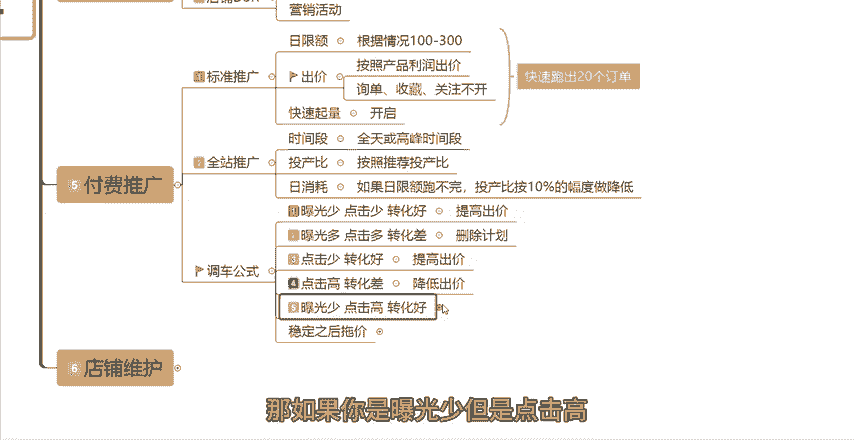 营销活动
日限额 根据情况100-300
标准推广 出价 按照产品利润出价
询单、收藏、关注不开
快速起量 开启
快速跑出20个订单
时间段 全天或高峰时间段
全站推广 投产比 按照推荐投产比
日消耗 如果日限额跑不完，投产比按10%的幅度做降低
5 付费推广
曝光少 点击少 转化好 提高出价
曝光多 点击多 转化差 删除计划
调车公式 3 点击少 转化好 提高出价
4 点击高 转化差 降低出价
曝光少 点击高 转化好
稳定之后拖价
6 店铺维护
那如果你是曝光少但是点击高